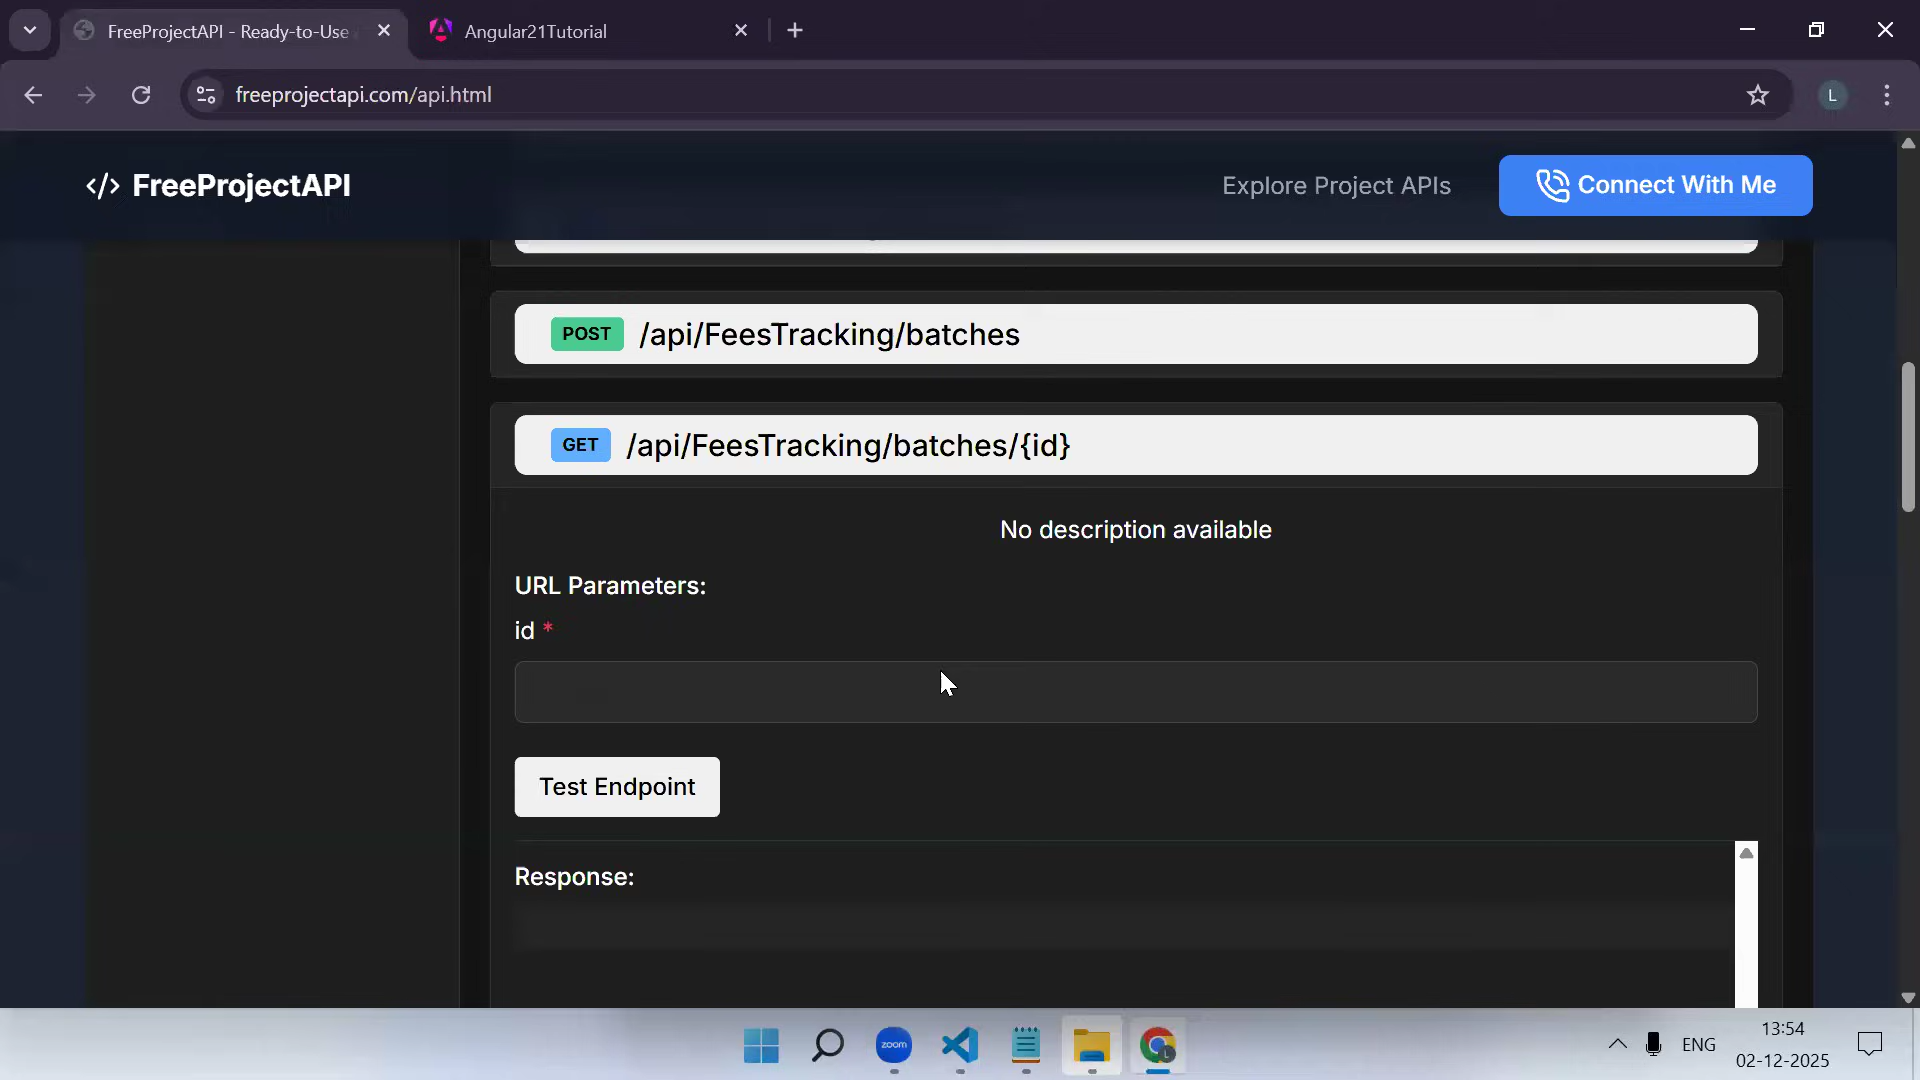 FreeProjectAPI - Ready-to-Use
Angular21Tutorial
freeprojectapi.com/api.html
L
</> FreeProjectAPI
Explore Project APIs
Connect With Me
POST /api/FeesTracking/batches
GET /api/FeesTracking/batches/{id}
No description available
URL Parameters:
id *
Test Endpoint
Response:
zoom
L
ENG
13:54
02-12-2025